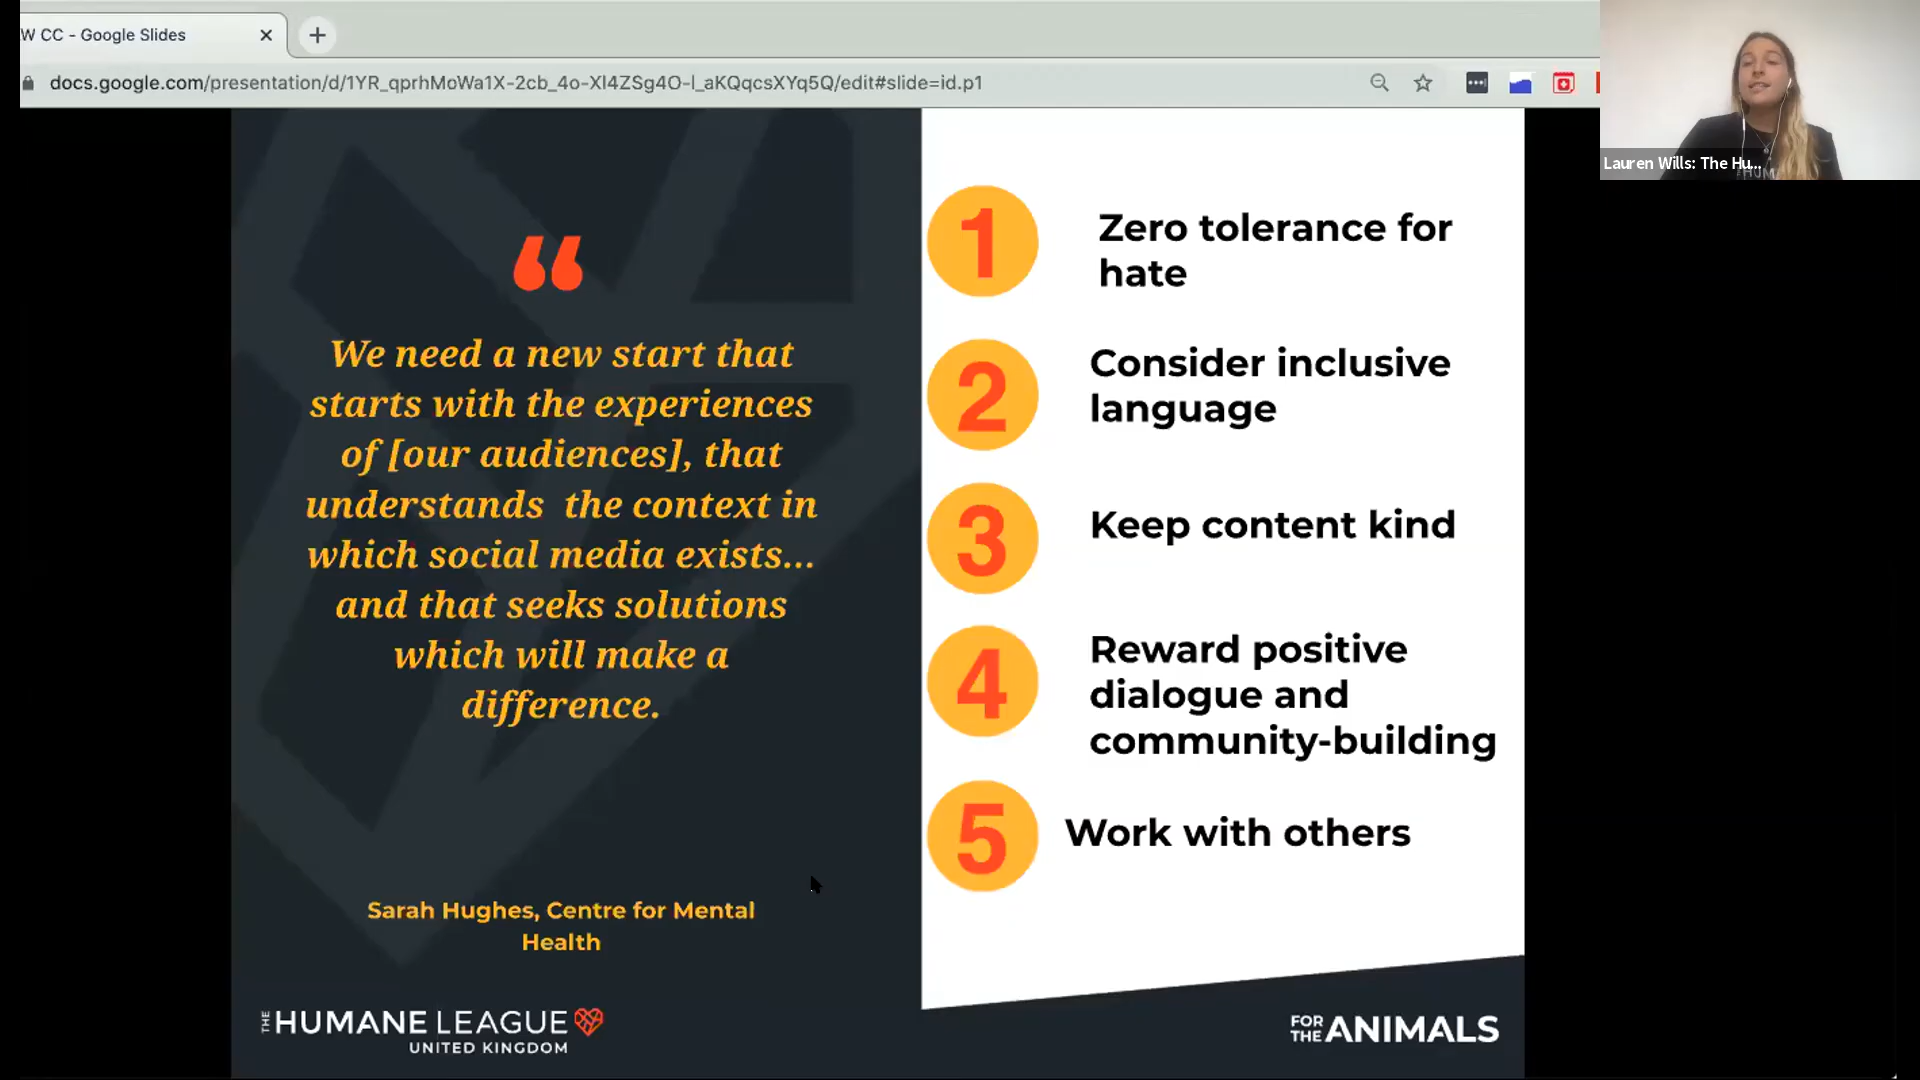 W CC - Google Slides
docs.google.com/presentation/d/1YR_qprhMoWa1X-2cb_4o-XI4ZSg4O-l_aKQqcsXYq5Q/edit#slide=id.p1
Lauren Wills: The Hu...
“
We need a new start that
starts with the experiences
of [our audiences], that
understands the context in
which social media exists...
and that seeks solutions
which will make a
difference.
Sarah Hughes, Centre for Mental
Health
THE HUMANE LEAGUE
UNITED KINGDOM
1
Zero tolerance for
hate
2
Consider inclusive
language
3
Keep content kind
4
Reward positive
dialogue and
community-building
5
Work with others
FOR THE ANIMALS